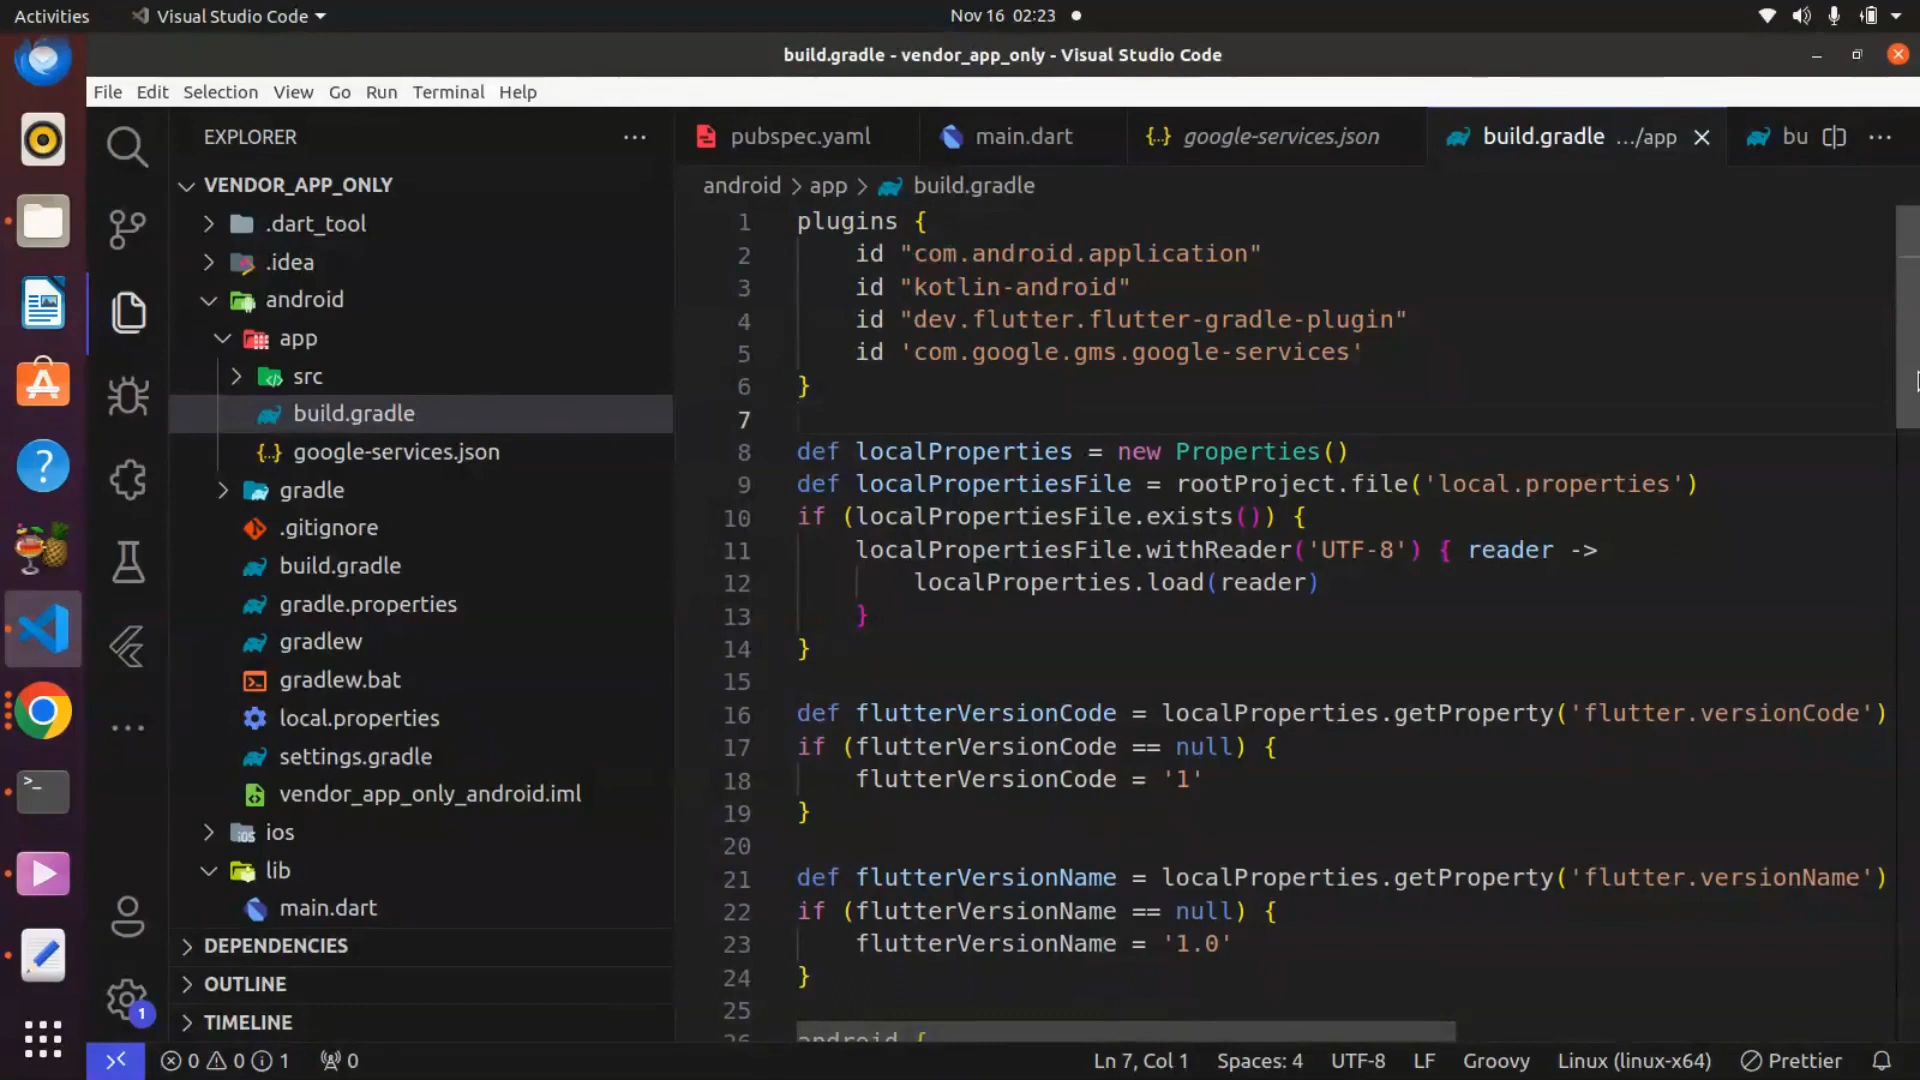 Activities Visual Studio Code Nov 16 02:23
build.gradle - vendor_app_only - Visual Studio Code
File Edit Selection View Go Run Terminal Help
EXPLORER
VENDOR_APP_ONLY
.dart_tool
.idea
android
app
src
build.gradle
google-services.json
gradle
.gitignore
build.gradle
gradle.properties
gradlew
gradlew.bat
local.properties
settings.gradle
vendor_app_only_android.iml
ios
lib
main.dart
DEPENDENCIES
OUTLINE
TIMELINE
1
pubspec.yaml main.dart google-services.json build.gradle .../app bu
android > app > build.gradle
1 plugins {
2 id "com.android.application"
3 id "kotlin-android"
4 id "dev.flutter.flutter-gradle-plugin"
5 id 'com.google.gms.google-services'
6 }
7
8 def localProperties = new Properties()
9 def localPropertiesFile = rootProject.file('local.properties')
10 if (localPropertiesFile.exists()) {
11 localPropertiesFile.withReader('UTF-8') { reader ->
12 localProperties.load(reader)
13 }
14 }
15
16 def flutterVersionCode = localProperties.getProperty('flutter.versionCode')
17 if (flutterVersionCode == null) {
18 flutterVersionCode = '1'
19 }
20
21 def flutterVersionName = localProperties.getProperty('flutter.versionName')
22 if (flutterVersionName == null) {
23 flutterVersionName = '1.0'
24 }
25
26 android {
0 0 1 0 Ln 7, Col 1 Spaces: 4 UTF-8 LF Groovy Linux (linux-x64) Prettier